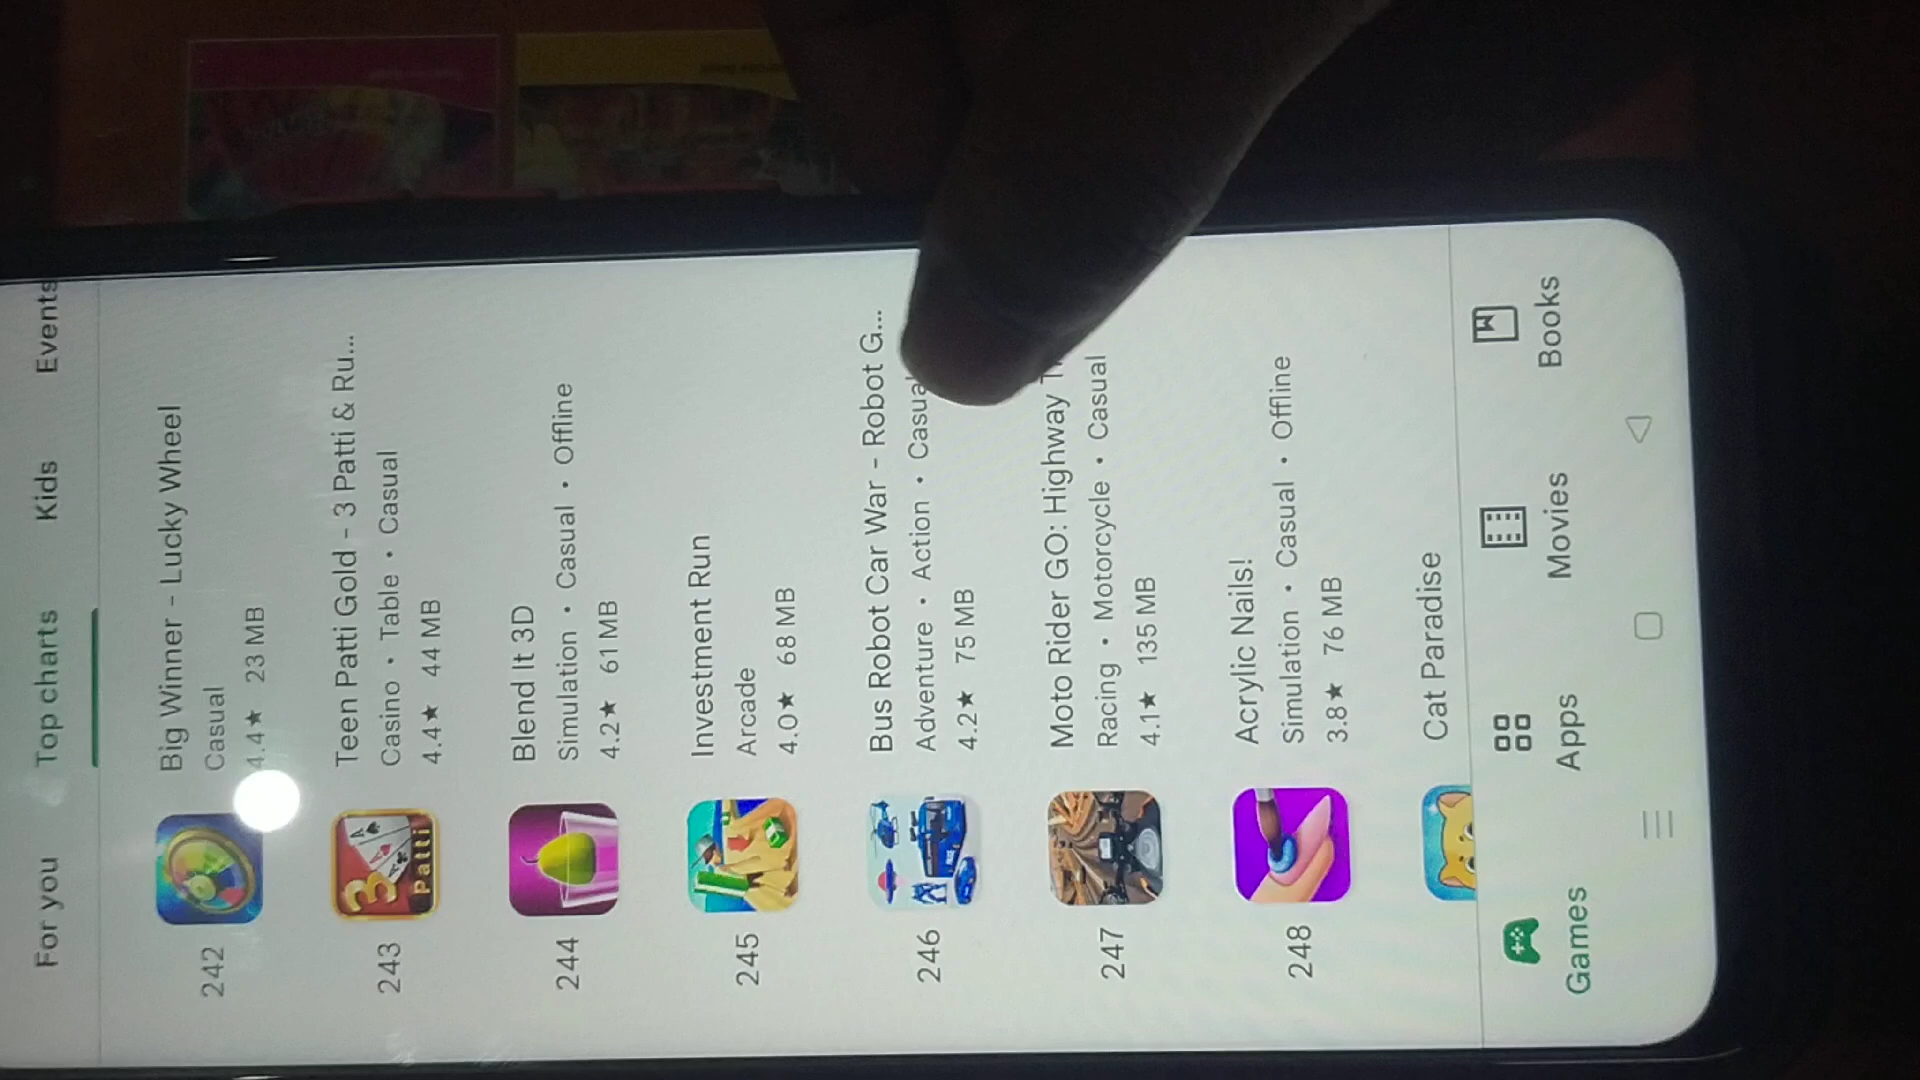 For you Top charts Kids Events
242 Big Winner - Lucky Wheel
Casual
4.4★ 23 MB
243 Teen Patti Gold - 3 Patti & Ru...
Casino • Table • Casual
4.4★ 44 MB
3
A
Patti
244 Blend It 3D
Simulation • Casual • Offline
4.2★ 61 MB
245 Investment Run
Arcade
4.0★ 68 MB
246 Bus Robot Car War - Robot G...
Adventure • Action • Casual
4.2★ 75 MB
247 Moto Rider GO: Highway
Racing • Motorcycle • Casual
4.1★ 135 MB
248 Acrylic Nails!
Simulation • Casual • Offline
3.8★ 76 MB
Cat Paradise
Games Apps Movies Books